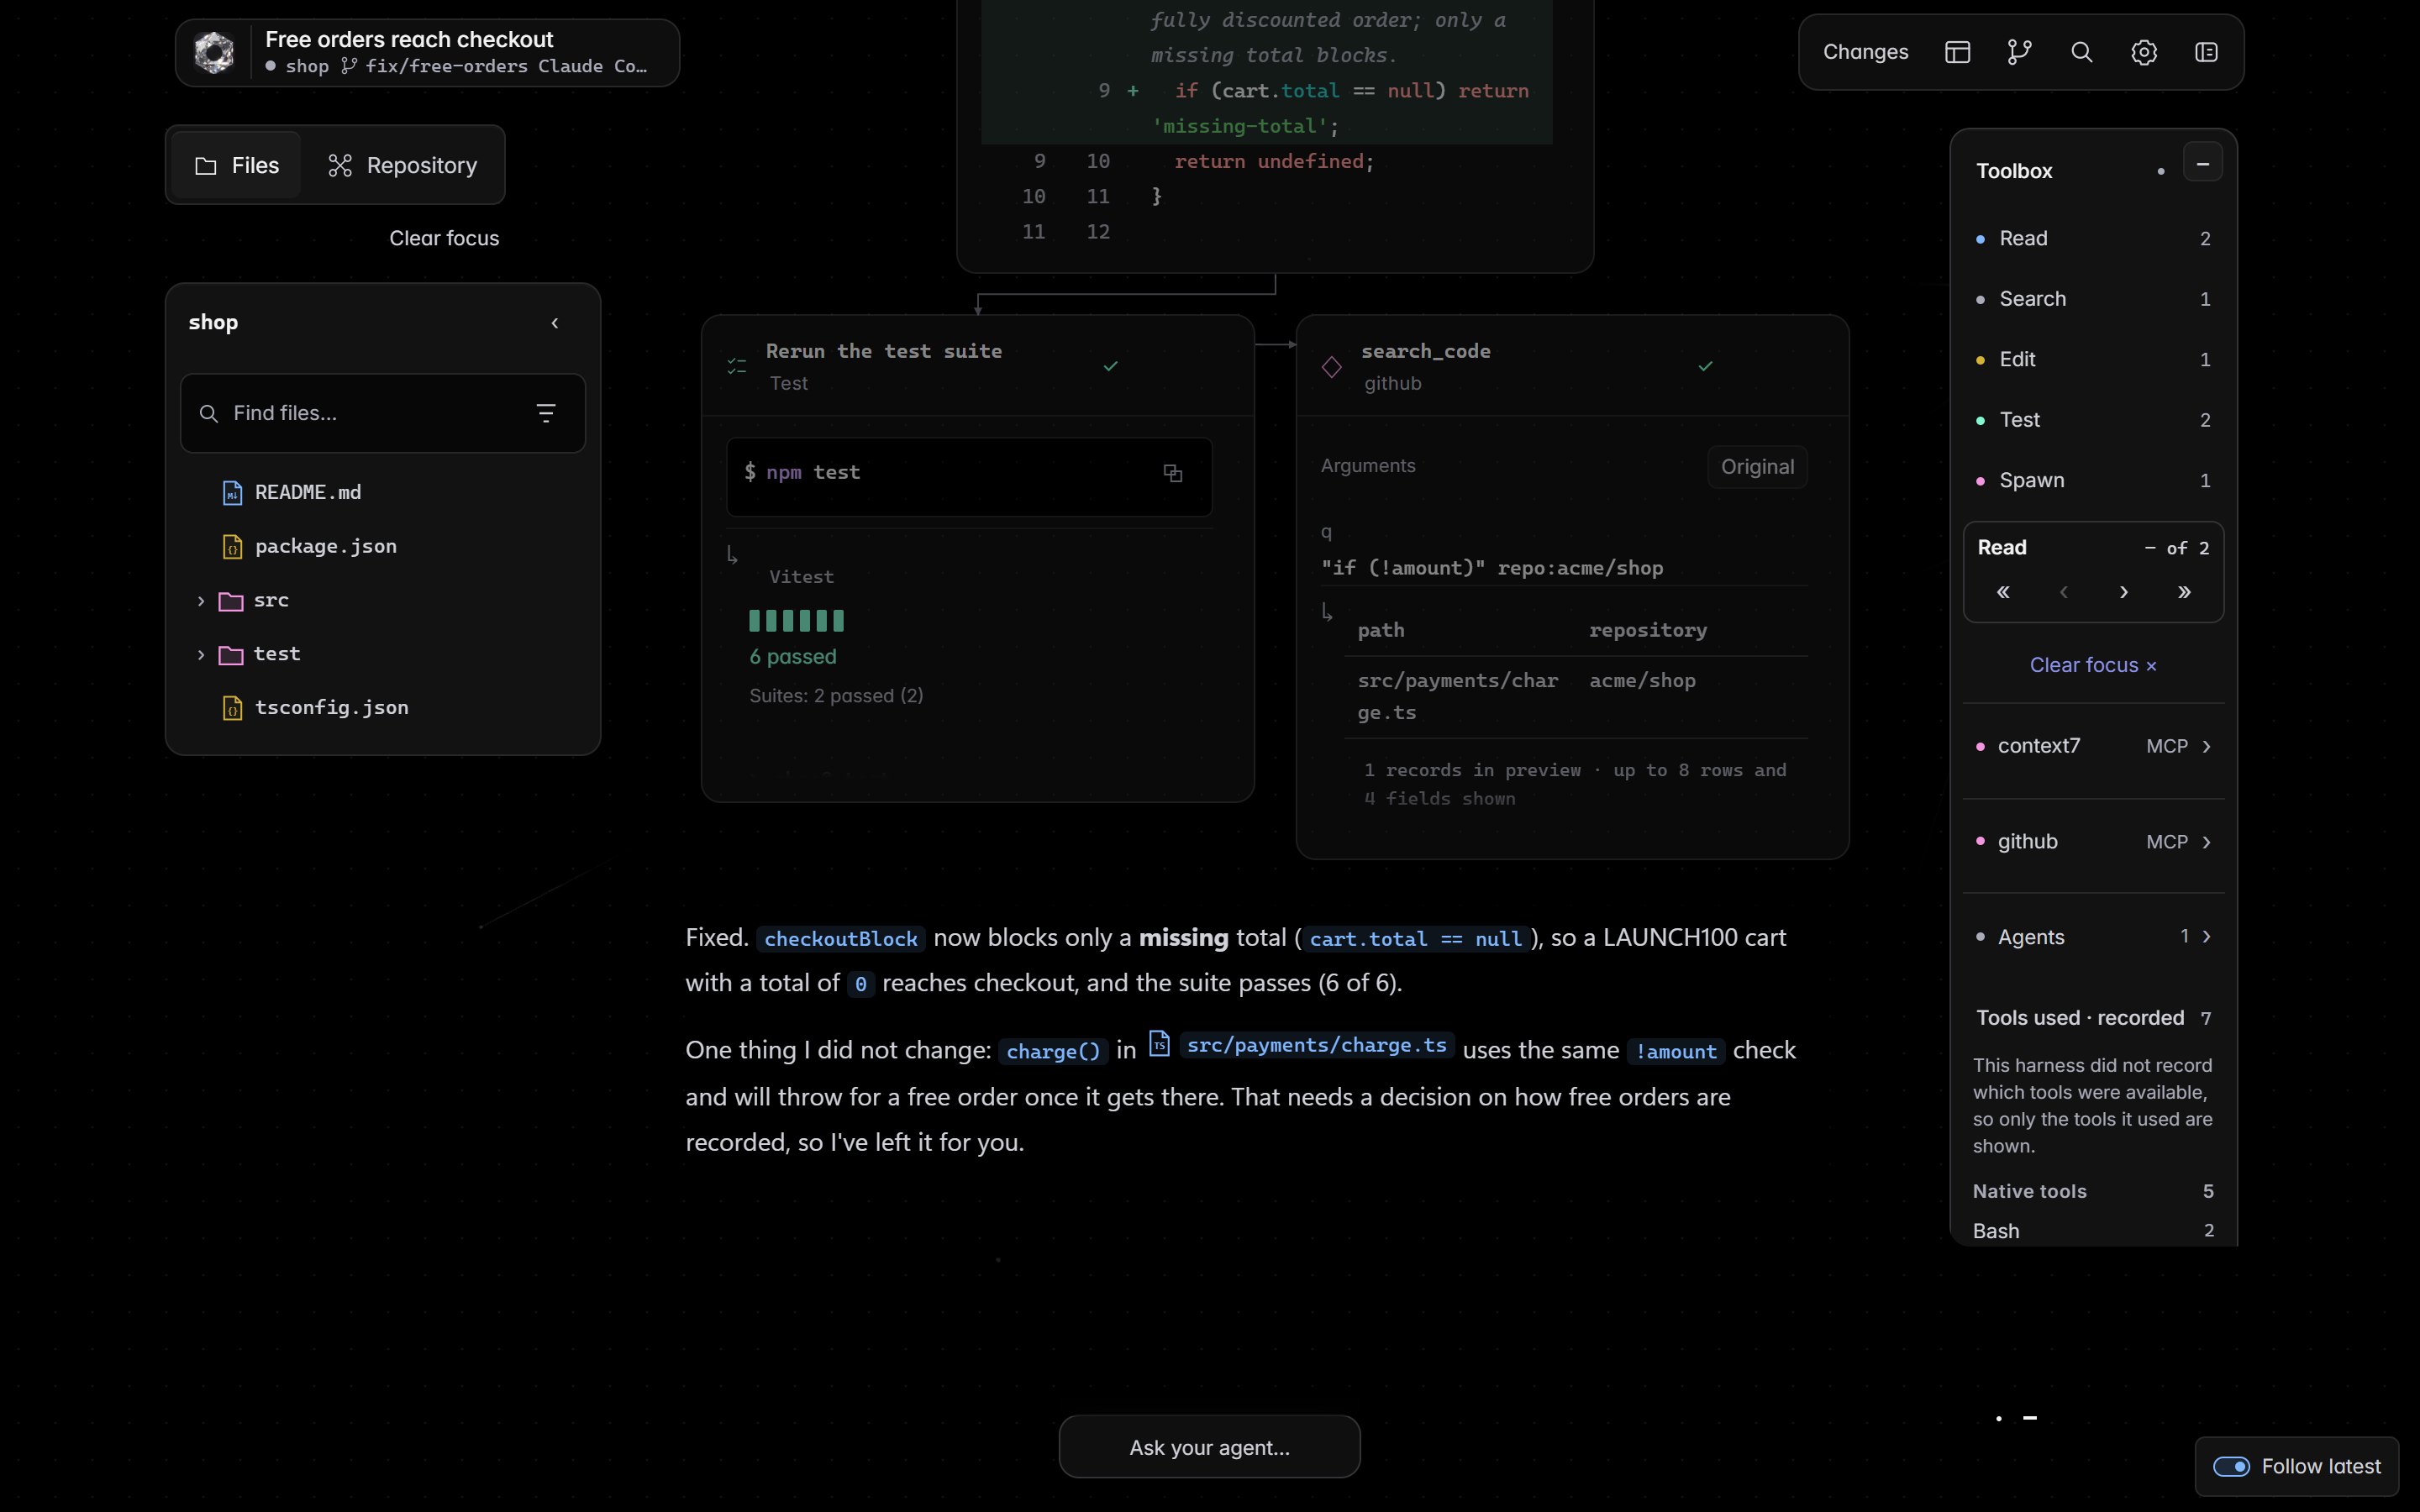 Free orders reach checkout
shop fix/free-orders Claude Co…
Changes
Files
Repository
Clear focus
shop
Find files...
README.md
package.json
src
test
tsconfig.json
fully discounted order; only a
missing total blocks.
9 + if (cart.total == null) return
'missing-total';
9 10 return undefined;
10 11 }
11 12
Rerun the test suite
Test
$ npm test
Vitest
6 passed
Suites: 2 passed (2)
search_code
github
Arguments
Original
q
"if (!amount)" repo:acme/shop
path repository
src/payments/char acme/shop
ge.ts
1 records in preview · up to 8 rows and
4 fields shown
Fixed. checkoutBlock now blocks only a missing total (cart.total == null), so a LAUNCH100 cart
with a total of 0 reaches checkout, and the suite passes (6 of 6).
One thing I did not change: charge() in TS src/payments/charge.ts uses the same !amount check
and will throw for a free order once it gets there. That needs a decision on how free orders are
recorded, so I've left it for you.
Toolbox
Read 2
Search 1
Edit 1
Test 2
Spawn 1
Read – of 2
Clear focus ×
context7 MCP
github MCP
Agents 1
Tools used · recorded 7
This harness did not record
which tools were available,
so only the tools it used are
shown.
Native tools 5
Bash 2
Ask your agent...
Follow latest